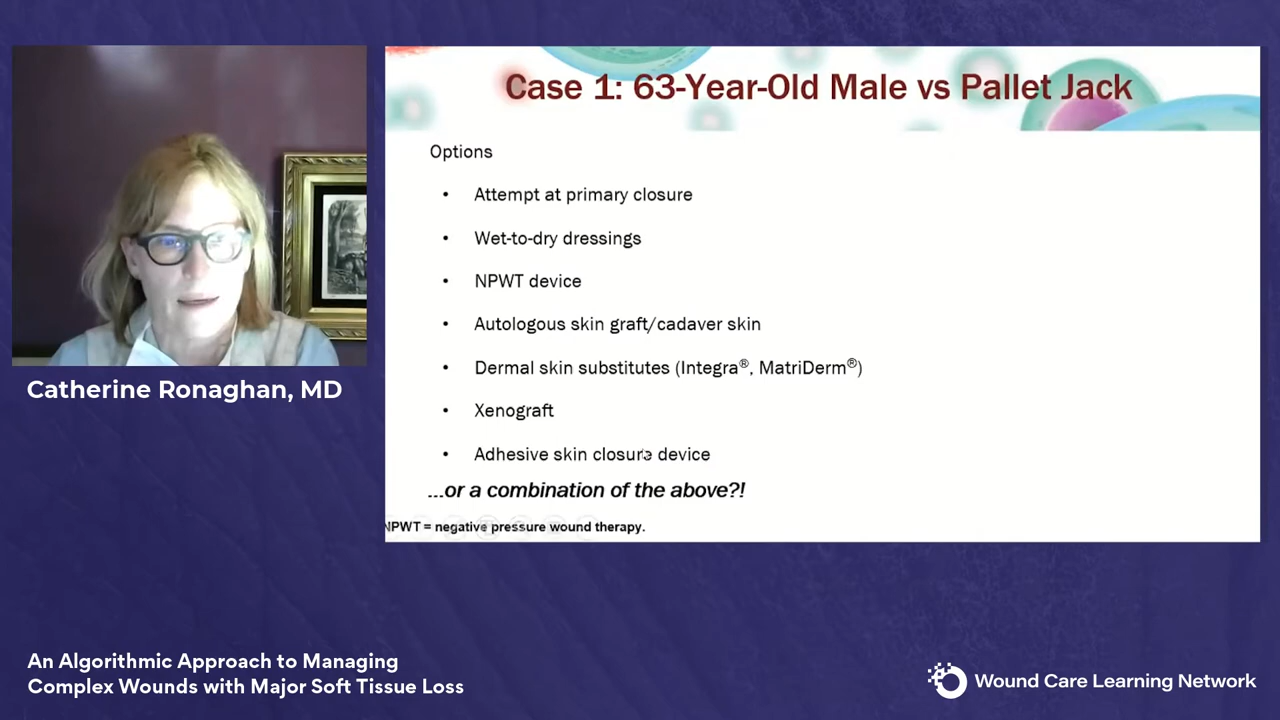 Case 1: 63-Year-Old Male vs Pallet Jack
Options
• Attempt at primary closure
• Wet-to-dry dressings
• NPWT device
• Autologous skin graft/cadaver skin
• Dermal skin substitutes (Integra®, MatriDerm®)
• Xenograft
• Adhesive skin closure device
...or a combination of the above?!
NPWT = negative pressure wound therapy.
Catherine Ronaghan, MD
An Algorithmic Approach to Managing
Complex Wounds with Major Soft Tissue Loss
Wound Care Learning Network